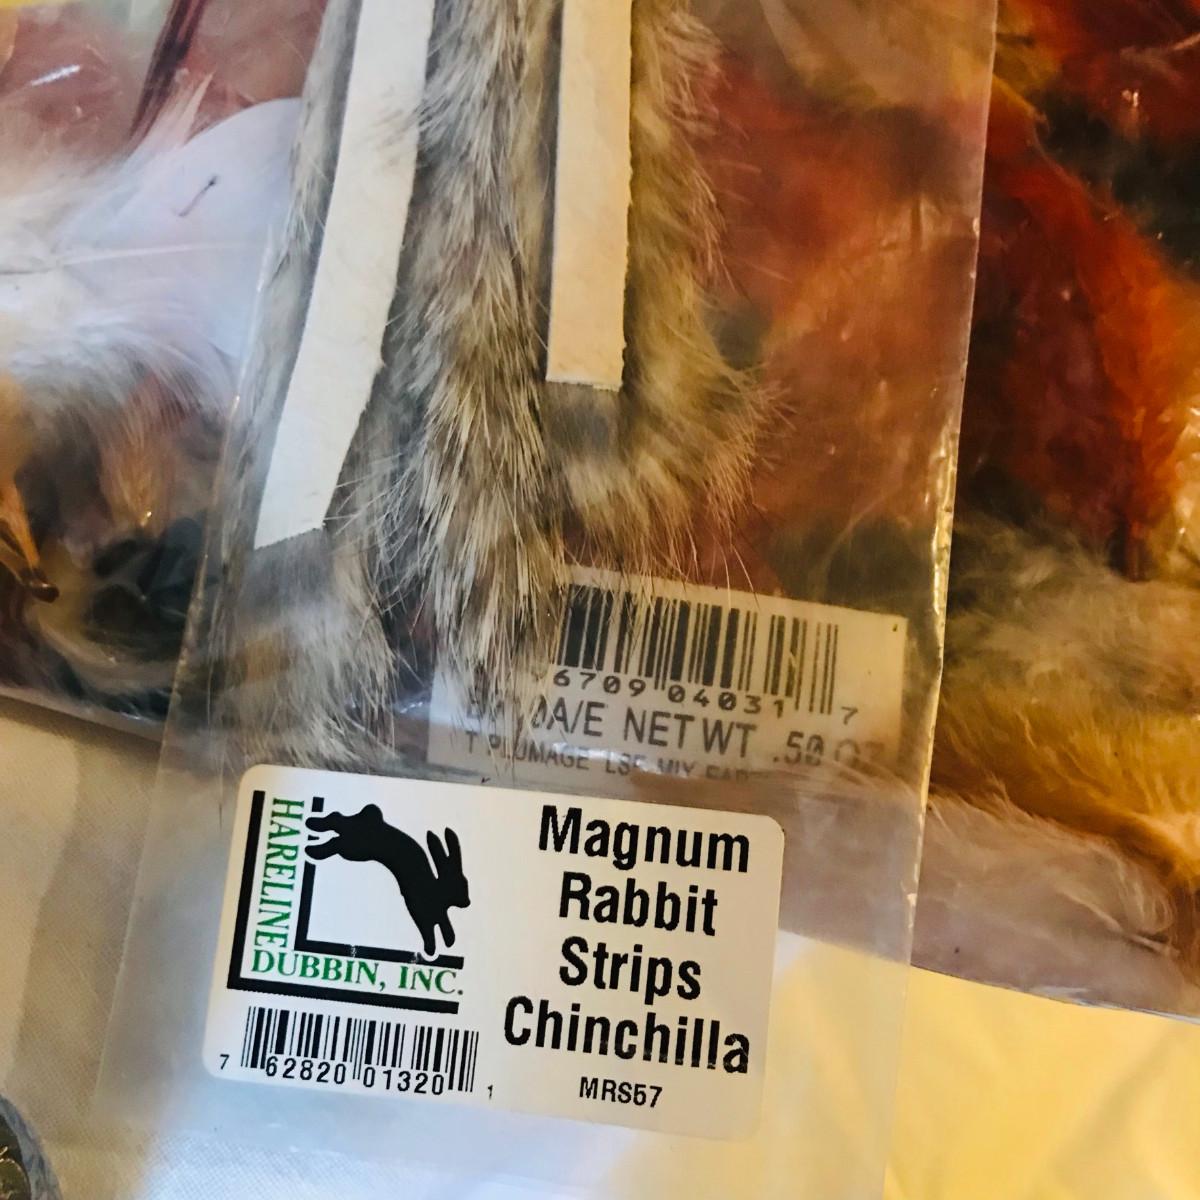 6709 04031 7
A/E NET WT .50 OZ
PLUMAGE MIX
HARELINE
DUBBIN, INC.
Magnum
Rabbit
Strips
Chinchilla
MRS57
7 62820 01320 1